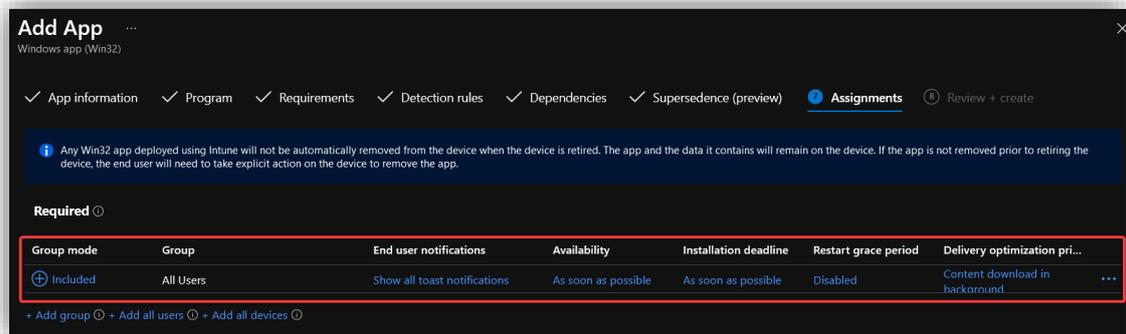 Add App ...
Windows app (Win32)
App information Program Requirements Detection rules Dependencies Supersedence (preview) 7 Assignments 8 Review + create
Any Win32 app deployed using Intune will not be automatically removed from the device when the device is retired. The app and the data it contains will remain on the device. If the app is not removed prior to retiring the
device, the end user will need to take explicit action on the device to remove the app.
Required
Group mode Group End user notifications Availability Installation deadline Restart grace period Delivery optimization pri...
Included All Users Show all toast notifications As soon as possible As soon as possible Disabled Content download in
background
+ Add group + Add all users + Add all devices